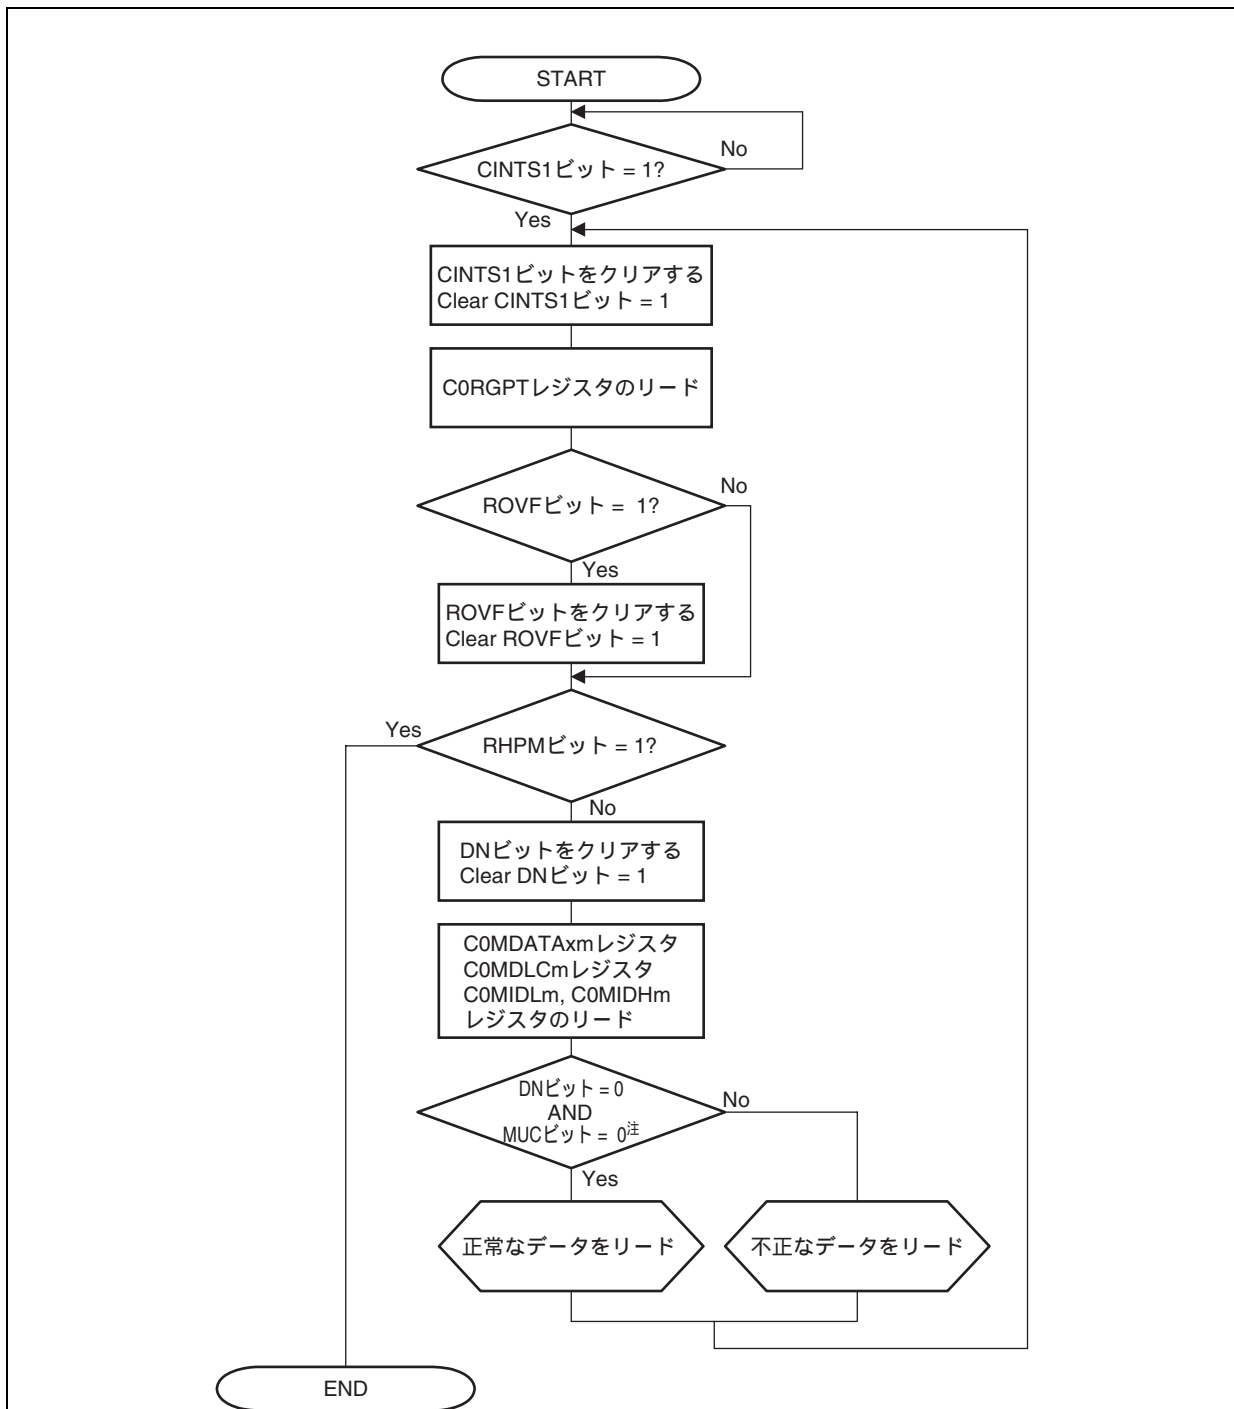 START
CINTS1ビット = 1?
No
Yes
CINTS1ビットをクリアする
Clear CINTS1ビット = 1
C0RGPTレジスタのリード
ROVFビット = 1?
No
Yes
ROVFビットをクリアする
Clear ROVFビット = 1
Yes
RHPMビット = 1?
No
DNビットをクリアする
Clear DNビット = 1
C0MDATAxmレジスタ
C0MDLCmレジスタ
C0MIDLm, C0MIDHm
レジスタのリード
DNビット = 0
AND
MUCビット = 0注
No
Yes
正常なデータをリード
不正なデータをリード
END